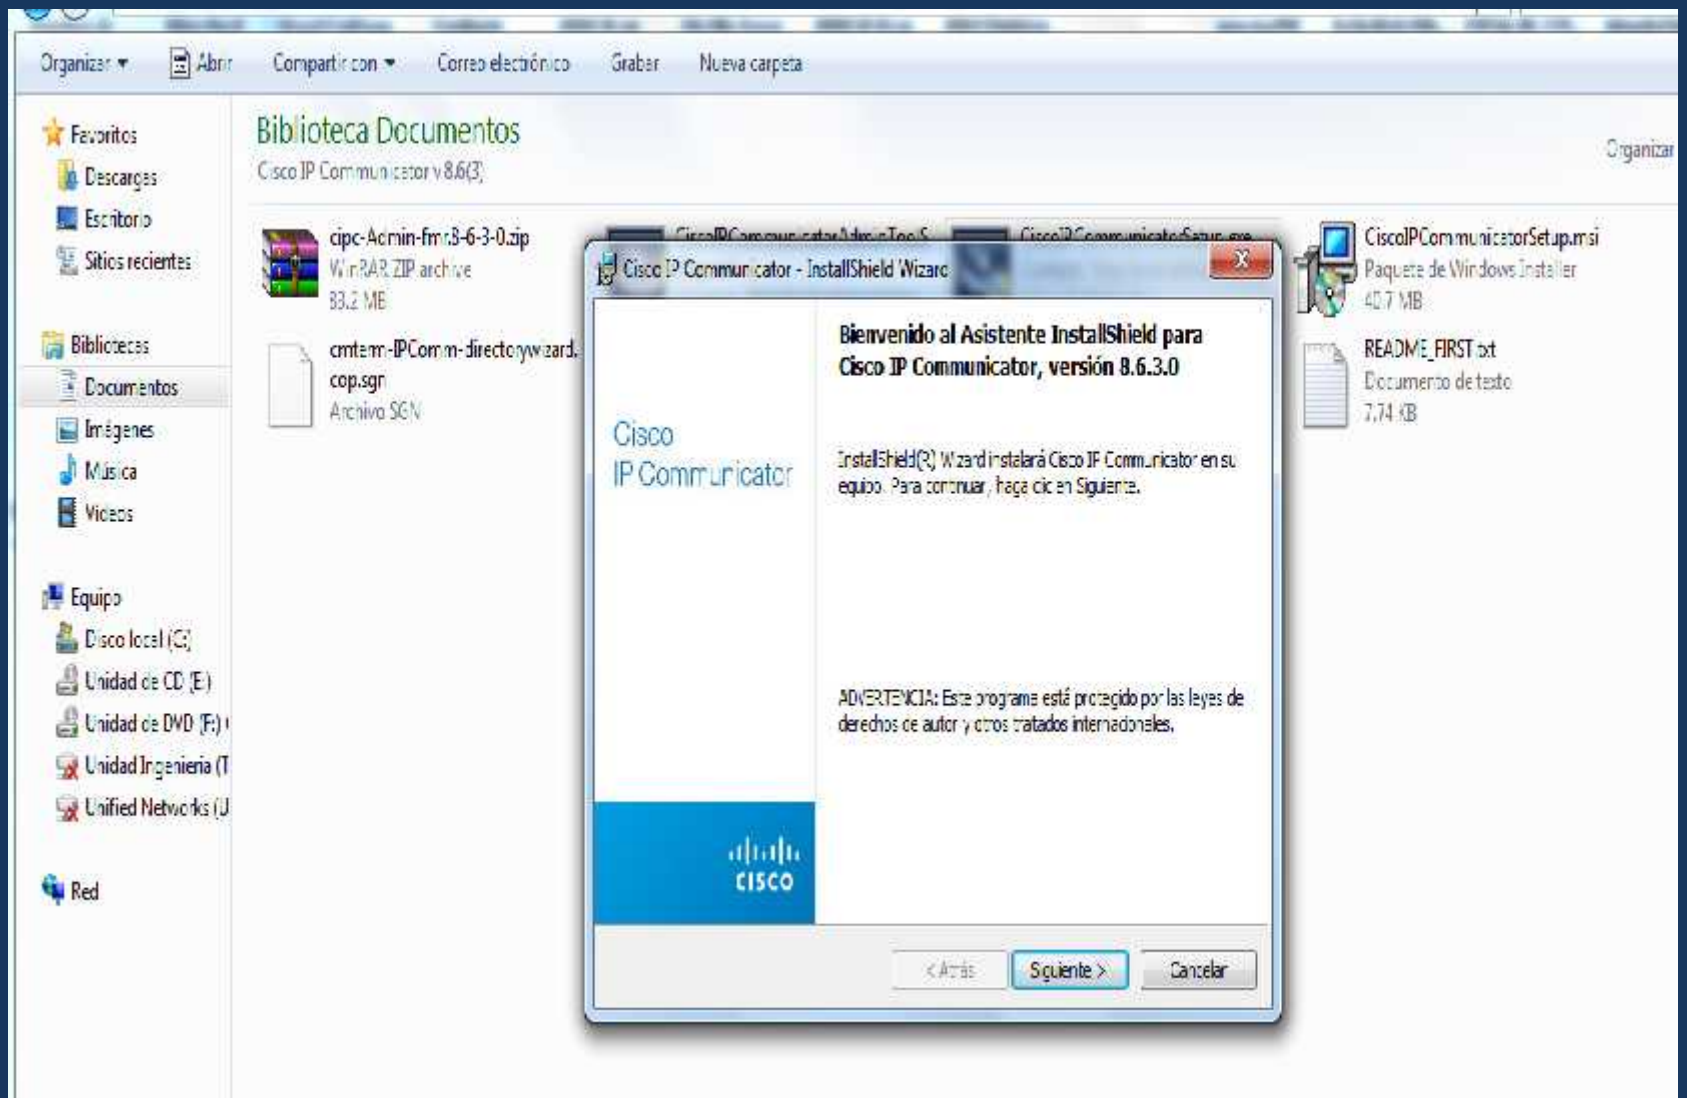 Organizar
Abrir
Compartir con
Correo electrónico
Grabar
Nueva carpeta
Favoritos
Descargas
Escritorio
Sitios recientes
Bibliotecas
Documentos
Imágenes
Música
Videos
Equipo
Disco local (C:)
Unidad de CD (E:)
Unidad de DVD (F:)
Unidad Ingenieria (T
Unified Networks (U
Red
Biblioteca Documentos
Cisco IP Communicator v8.6(3)
Organizar
cipc-Admin-fmr.8-6-3-0.zip
WinRAR ZIP archive
83.2 MB
CiscoIPCommunicatorAdminToolS
CiscoIPCommunicatorSetup.exe
CiscoIPCommunicatorSetup.msi
Paquete de Windows Installer
40.7 MB
cmterm-IPComm-directorywizard.
cop.sgn
Archivo SGN
README_FIRST.txt
Documento de texto
7.74 KB
Cisco IP Communicator - InstallShield Wizard
Bienvenido al Asistente InstallShield para
Cisco IP Communicator, versión 8.6.3.0
Cisco
IP Communicator
InstallShield(R) Wizard instalará Cisco IP Communicator en su
equipo. Para continuar, haga clic en Siguiente.
ADVERTENCIA: Este programa está protegido por las leyes de
derechos de autor y otros tratados internacionales.
CISCO
< Atrás
Siguiente >
Cancelar